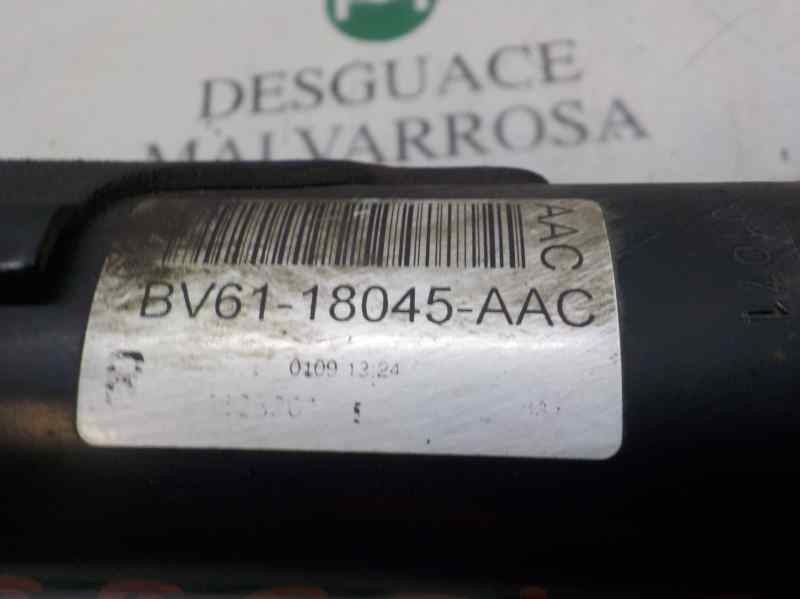 DESGUACE
MALVARROSA
AAC
BV61-18045-AAC
0109 13:24